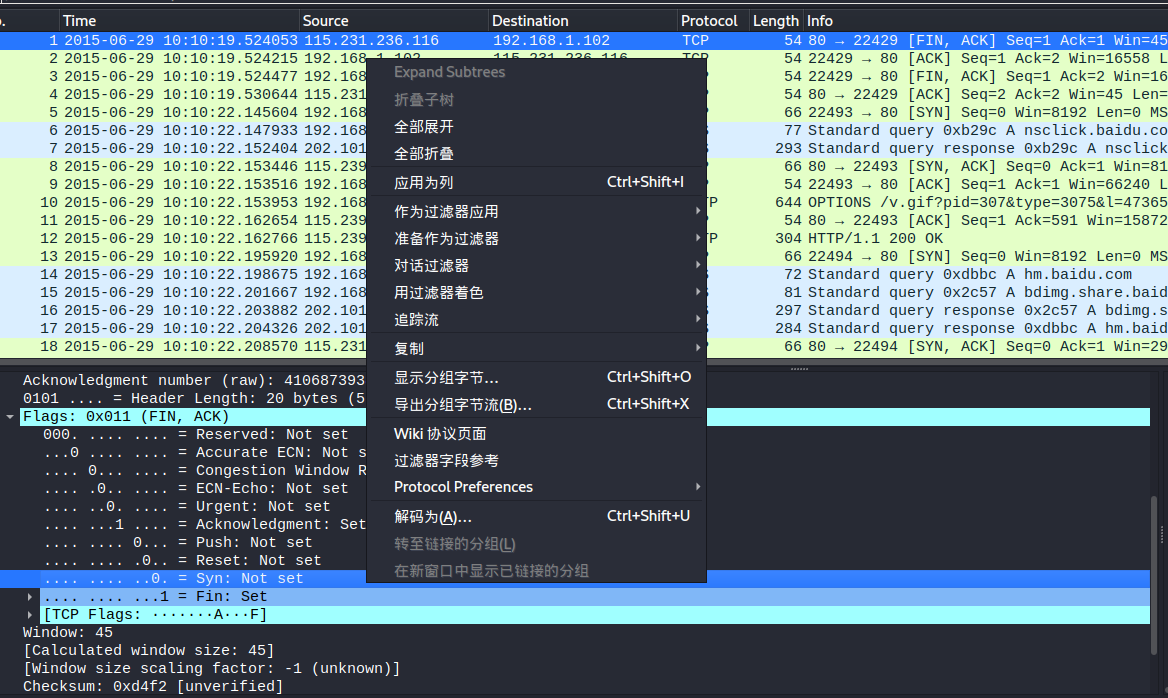 . Time Source Destination Protocol Length Info
1 2015-06-29 10:10:19.524053 115.231.236.116 192.168.1.102 TCP 54 80 → 22429 [FIN, ACK] Seq=1 Ack=1 Win=45
2 2015-06-29 10:10:19.524215 54 22429 → 80 [ACK] Seq=1 Ack=2 Win=16558 L
3 2015-06-29 10:10:19.524477 192.168 54 22429 → 80 [FIN, ACK] Seq=1 Ack=2 Win=16
4 2015-06-29 10:10:19.530644 115.231 54 80 → 22429 [ACK] Seq=2 Ack=2 Win=45 Len=
5 2015-06-29 10:10:22.145604 192.168 66 22493 → 80 [SYN] Seq=0 Win=8192 Len=0 MS
6 2015-06-29 10:10:22.147933 192.168 77 Standard query 0xb29c A nsclick.baidu.co
7 2015-06-29 10:10:22.152404 202.101 293 Standard query response 0xb29c A nsclick
8 2015-06-29 10:10:22.153446 115.239 66 80 → 22493 [SYN, ACK] Seq=0 Ack=1 Win=81
9 2015-06-29 10:10:22.153516 192.168 54 22493 → 80 [ACK] Seq=1 Ack=1 Win=66240 L
10 2015-06-29 10:10:22.153953 192.168 TP 644 OPTIONS /v.gif?pid=307&type=3075&l=47365
11 2015-06-29 10:10:22.162654 115.239 54 80 → 22493 [ACK] Seq=1 Ack=591 Win=15872
12 2015-06-29 10:10:22.162766 115.239 TP 304 HTTP/1.1 200 OK
13 2015-06-29 10:10:22.195920 192.168 66 22494 → 80 [SYN] Seq=0 Win=8192 Len=0 MS
14 2015-06-29 10:10:22.198675 192.168 72 Standard query 0xdbbc A hm.baidu.com
15 2015-06-29 10:10:22.201667 192.168 81 Standard query 0x2c57 A bdimg.share.baid
16 2015-06-29 10:10:22.203882 202.101 297 Standard query response 0x2c57 A bdimg.s
17 2015-06-29 10:10:22.204326 202.101 284 Standard query response 0xdbbc A hm.baid
18 2015-06-29 10:10:22.208570 115.231 66 80 → 22494 [SYN, ACK] Seq=0 Ack=1 Win=29
Expand Subtrees
折叠子树
全部展开
全部折叠
应用为列 Ctrl+Shift+I
作为过滤器应用
准备作为过滤器
对话过滤器
用过滤器着色
追踪流
复制
显示分组字节… Ctrl+Shift+O
导出分组字节流(B)… Ctrl+Shift+X
Wiki 协议页面
过滤器字段参考
Protocol Preferences
解码为(A)… Ctrl+Shift+U
转至链接的分组(L)
在新窗口中显示已链接的分组
Acknowledgment number (raw): 410687393
0101 .... = Header Length: 20 bytes (5
Flags: 0x011 (FIN, ACK)
000. .... .... = Reserved: Not set
...0 .... .... = Accurate ECN: Not s
.... 0... .... = Congestion Window R
.... .0.. .... = ECN-Echo: Not set
.... ..0. .... = Urgent: Not set
.... ...1 .... = Acknowledgment: Set
.... .... 0... = Push: Not set
.... .... .0.. = Reset: Not set
.... .... ..0. = Syn: Not set
.... .... ...1 = Fin: Set
[TCP Flags: ·······A···F]
Window: 45
[Calculated window size: 45]
[Window size scaling factor: -1 (unknown)]
Checksum: 0xd4f2 [unverified]